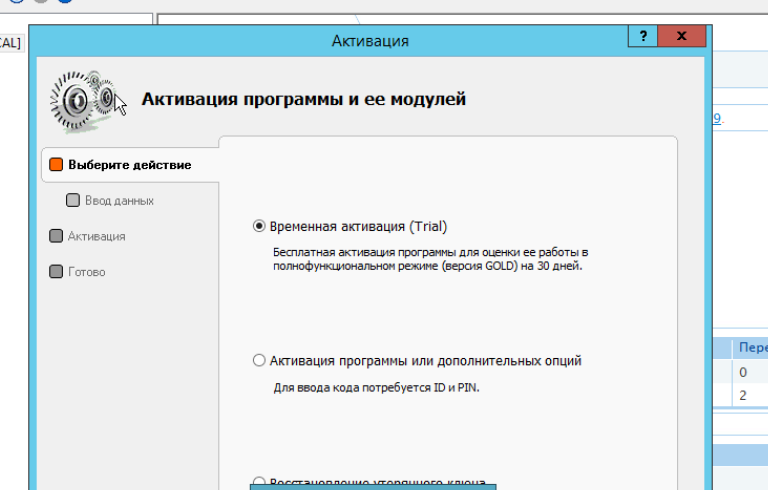 CAL]
Активация
?
x
Активация программы и ее модулей
9.
Выберите действие
Ввод данных
Активация
Готово
Временная активация (Trial)
Бесплатная активация программы для оценки ее работы в
полнофункциональном режиме (версия GOLD) на 30 дней.
Пере
Активация программы или дополнительных опций
0
Для ввода кода потребуется ID и PIN.
2
Восстановление утерянного ключа